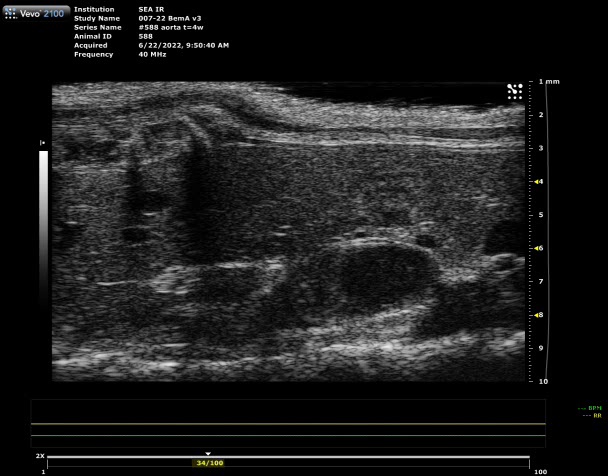 Vevo 2100
Institution SEA IR
Study Name 007-22 BemA v3
Series Name #588 aorta t=4w
Animal ID 588
Acquired 6/22/2022, 9:50:40 AM
Frequency 40 MHz
1 mm
2
3
4
5
6
7
8
9
10
--- BPM
--- RR
2X
34/100
1 100